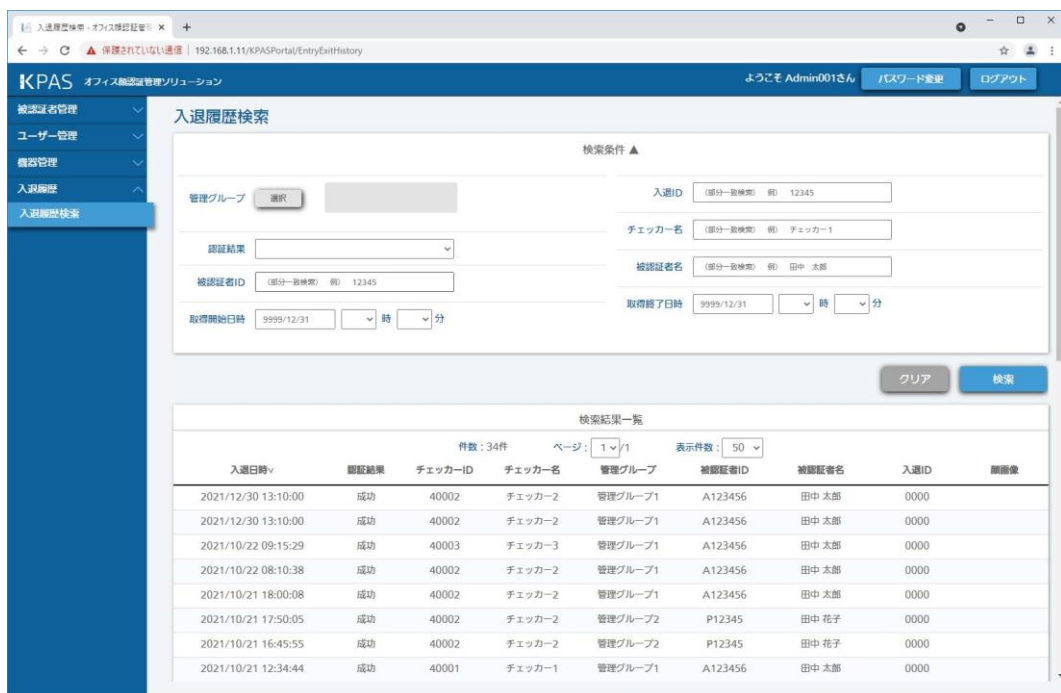 入退履歴検索 - オフィス顔認証管理
保護されていない通信 | 192.168.1.11/KPASPortal/EntryExitHistory
KPAS オフィス顔認証管理ソリューション ようこそ Admin001さん パスワード変更 ログアウト
被認証者管理
ユーザー管理
機器管理
入退履歴
入退履歴検索
入退履歴検索
検索条件 ▲
管理グループ 選択
認証結果
被認証者ID (部分一致検索) 例) 12345
取得開始日時 9999/12/31 時 分
入退ID (部分一致検索) 例) 12345
チェッカー名 (部分一致検索) 例) チェッカー1
被認証者名 (部分一致検索) 例) 田中 太郎
取得終了日時 9999/12/31 時 分
クリア 検索
検索結果一覧
件数 : 34件 ページ : 1 /1 表示件数 : 50
入退日時∨ 認証結果 チェッカーID チェッカー名 管理グループ 被認証者ID 被認証者名 入退ID 顔画像
2021/12/30 13:10:00 成功 40002 チェッカー2 管理グループ1 A123456 田中 太郎 0000
2021/12/30 13:10:00 成功 40002 チェッカー2 管理グループ1 A123456 田中 太郎 0000
2021/10/22 09:15:29 成功 40003 チェッカー3 管理グループ1 A123456 田中 太郎 0000
2021/10/22 08:10:38 成功 40002 チェッカー2 管理グループ1 A123456 田中 太郎 0000
2021/10/21 18:00:08 成功 40002 チェッカー2 管理グループ1 A123456 田中 太郎 0000
2021/10/21 17:50:05 成功 40002 チェッカー2 管理グループ2 P12345 田中 花子 0000
2021/10/21 16:45:55 成功 40002 チェッカー2 管理グループ2 P12345 田中 花子 0000
2021/10/21 12:34:44 成功 40001 チェッカー1 管理グループ1 A123456 田中 太郎 0000